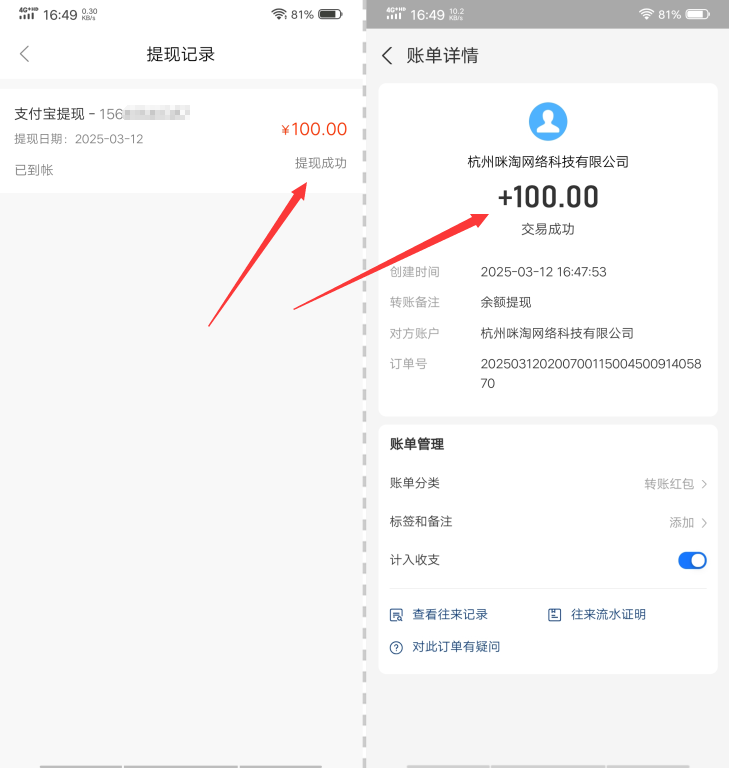 4G+HD 16:49 0.30 KB/s 81%
提现记录
支付宝提现 - 156
提现日期: 2025-03-12
¥100.00
已到帐
提现成功
4G+HD 16:49 10.2 KB/s 81%
账单详情
杭州咪淘网络科技有限公司
+100.00
交易成功
创建时间 2025-03-12 16:47:53
转账备注 余额提现
对方账户 杭州咪淘网络科技有限公司
订单号 202503120200700115004500914058
70
账单管理
账单分类 转账红包
标签和备注 添加
计入收支
查看往来记录 往来流水证明
对此订单有疑问